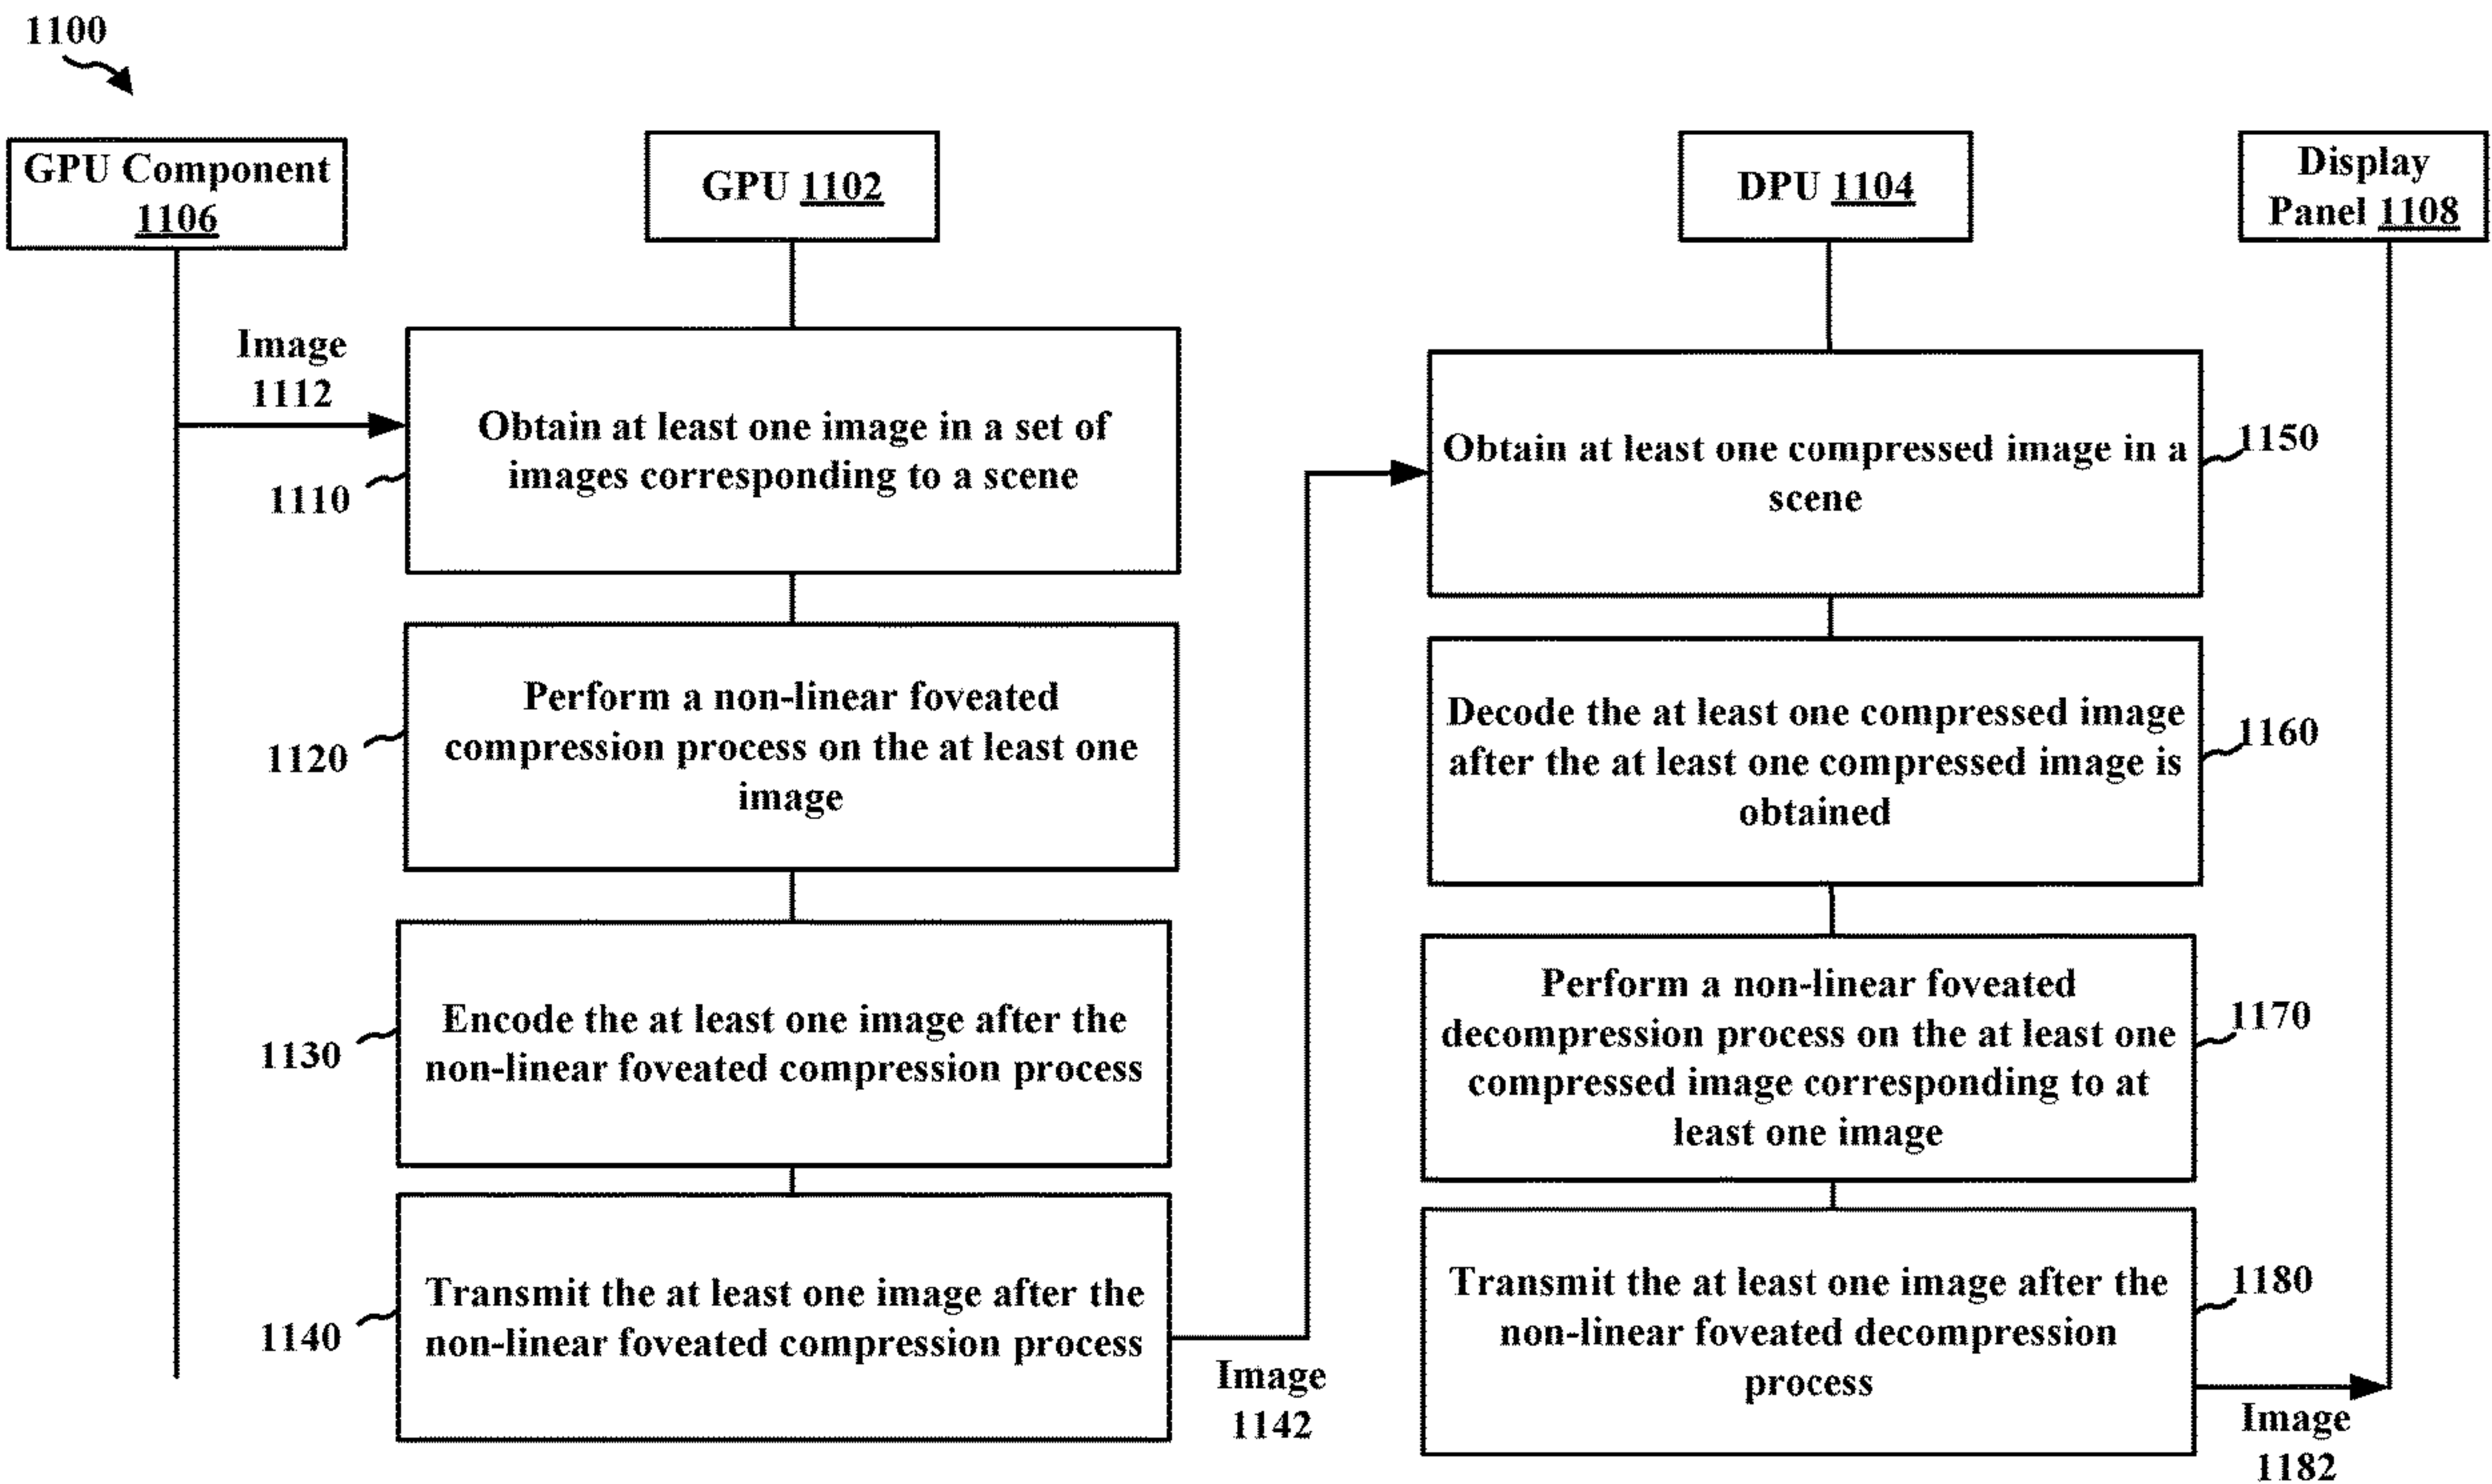 1100
GPU Component
1106
GPU 1102
DPU 1104
Display
Panel 1108
Image
1112
Obtain at least one image in a set of
images corresponding to a scene
1110
Perform a non-linear foveated
compression process on the at least one
image
1120
Encode the at least one image after the
non-linear foveated compression process
1130
Transmit the at least one image after the
non-linear foveated compression process
1140
Image
1142
Obtain at least one compressed image in a
scene
1150
Decode the at least one compressed image
after the at least one compressed image is
obtained
1160
Perform a non-linear foveated
decompression process on the at least one
compressed image corresponding to at
least one image
1170
Transmit the at least one image after the
non-linear foveated decompression
process
1180
Image
1182